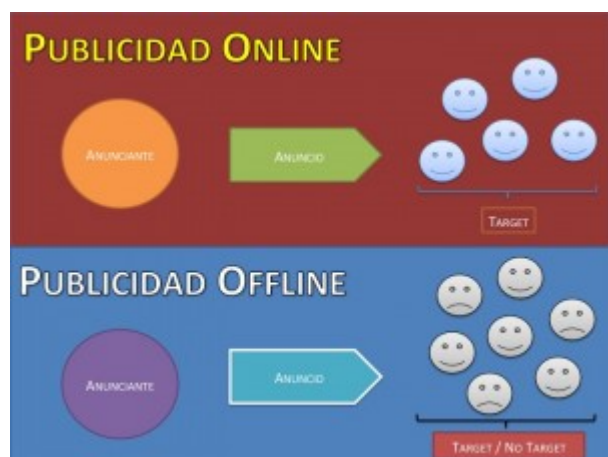 PUBLICIDAD ONLINE
ANUNCIANTE
ANUNCIO
TARGET
PUBLICIDAD OFFLINE
ANUNCIANTE
ANUNCIO
TARGET / NO TARGET